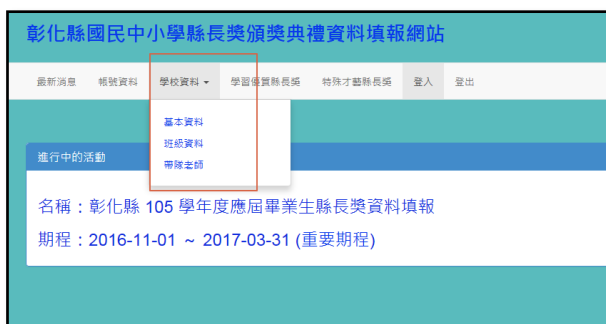 彰化縣國民中小學縣長獎頒獎典禮資料填報網站
最新消息 帳號資料 學校資料 學習優質縣長獎 特殊才藝縣長獎 登入 登出
基本資料
班級資料
帶隊老師
進行中的活動
名稱：彰化縣 105 學年度應屆畢業生縣長獎資料填報
期程：2016-11-01 ~ 2017-03-31 (重要期程)